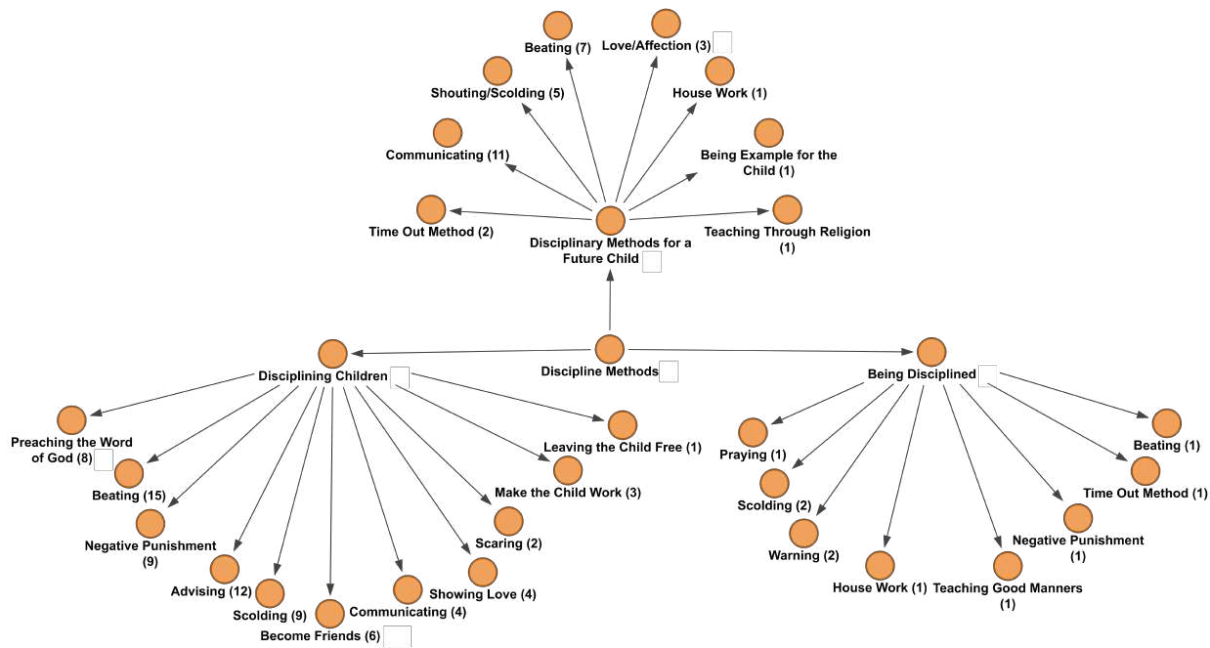 Beating (7)
Love/Affection (3)
Shouting/Scolding (5)
House Work (1)
Communicating (11)
Being Example for the
Child (1)
Time Out Method (2)
Disciplinary Methods for a
Future Child
Teaching Through Religion
(1)
Disciplining Children
Discipline Methods
Being Disciplined
Preaching the Word
of God (8)
Beating (15)
Negative Punishment
(9)
Advising (12)
Scolding (9)
Become Friends (6)
Communicating (4)
Showing Love (4)
Scaring (2)
Make the Child Work (3)
Leaving the Child Free (1)
Praying (1)
Scolding (2)
Warning (2)
House Work (1)
Teaching Good Manners
(1)
Negative Punishment
(1)
Time Out Method (1)
Beating (1)